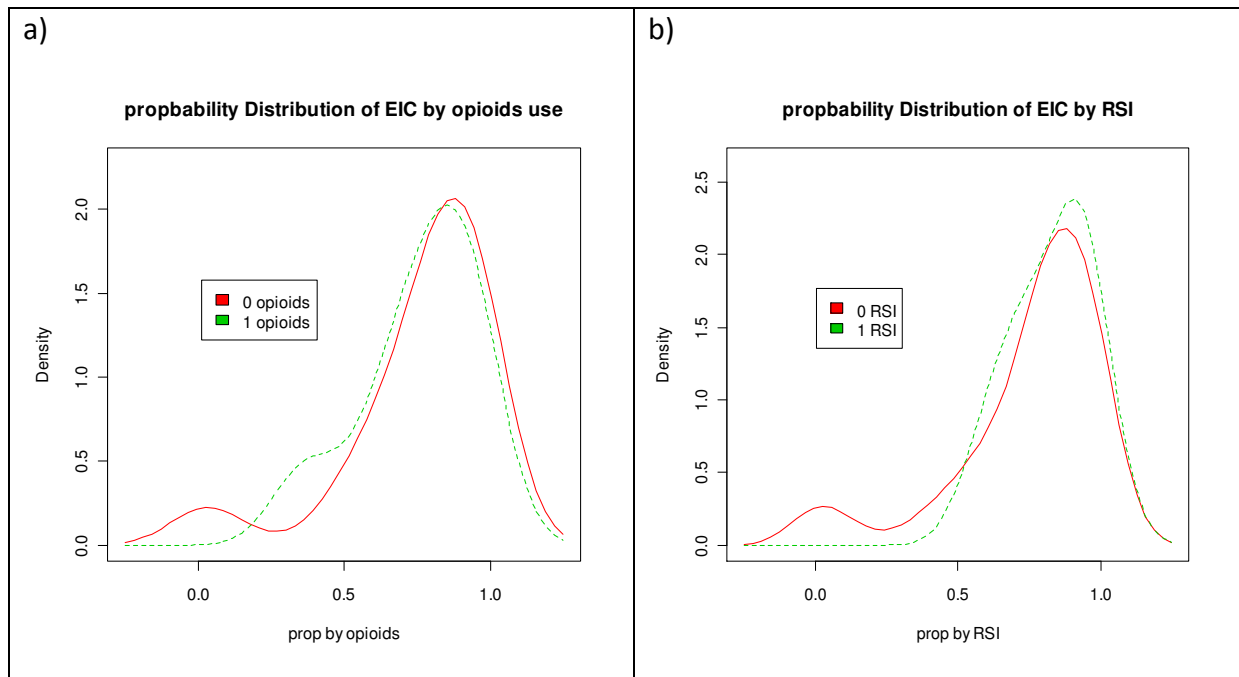 a)
propbability Distribution of EIC by opioids use
2.0
1.5
1.0
0.5
0.0
Density
0 opioids
1 opioids
0.0 0.5 1.0
prop by opioids
b)
propbability Distribution of EIC by RSI
2.5
2.0
1.5
1.0
0.5
0.0
Density
0 RSI
1 RSI
0.0 0.5 1.0
prop by RSI